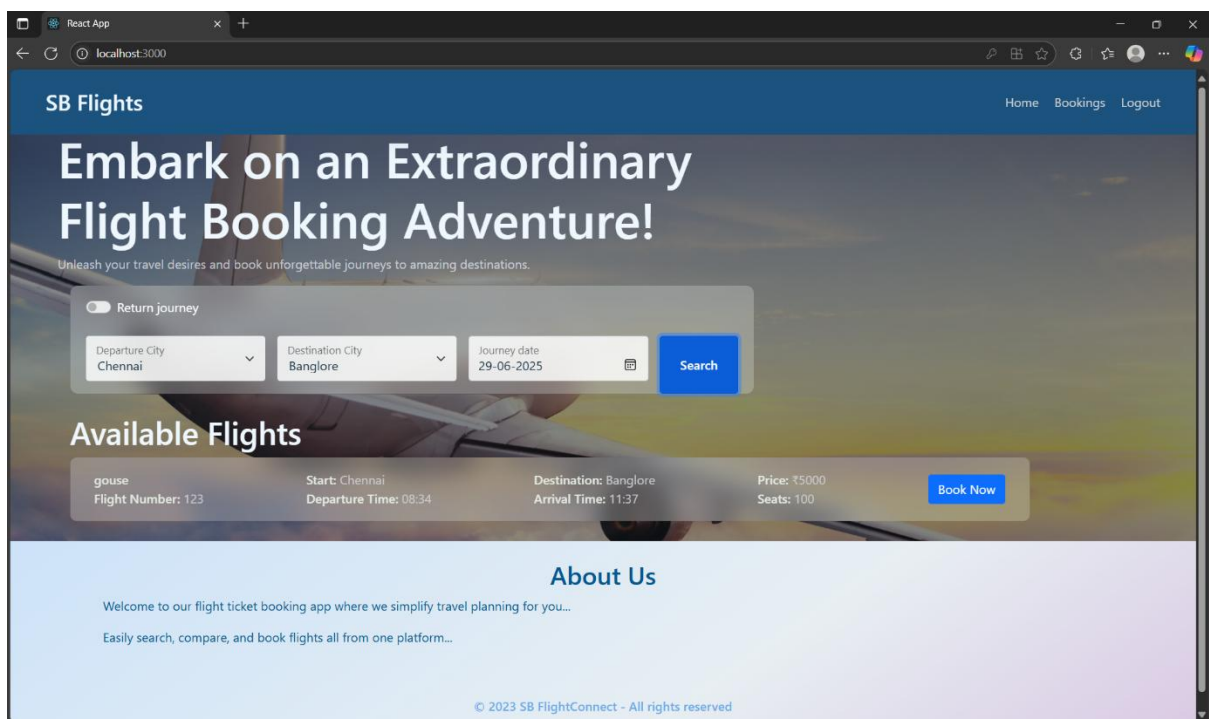 React App
localhost:3000
SB Flights
Home Bookings Logout
Embark on an Extraordinary
Flight Booking Adventure!
Unleash your travel desires and book unforgettable journeys to amazing destinations.
Return journey
Departure City
Chennai
Destination City
Banglore
Journey date
29-06-2025
Search
Available Flights
gouse
Flight Number: 123
Start: Chennai
Departure Time: 08:34
Destination: Banglore
Arrival Time: 11:37
Price: ₹5000
Seats: 100
Book Now
About Us
Welcome to our flight ticket booking app where we simplify travel planning for you...
Easily search, compare, and book flights all from one platform...
© 2023 SB FlightConnect - All rights reserved